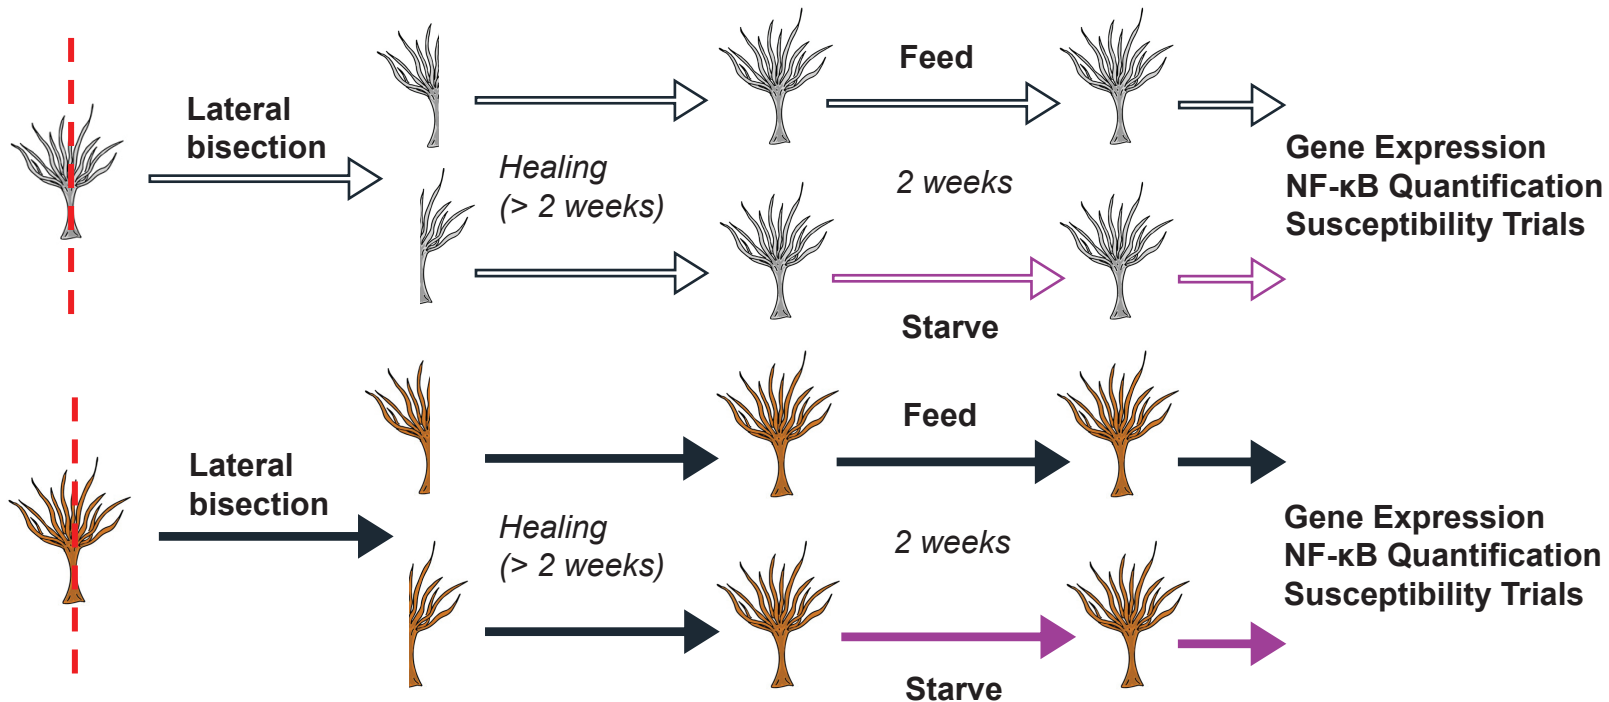 Lateral
bisection
Healing
(> 2 weeks)
Feed
2 weeks
Starve
Gene Expression
NF-κB Quantification
Susceptibility Trials
Lateral
bisection
Healing
(> 2 weeks)
Feed
2 weeks
Starve
Gene Expression
NF-κB Quantification
Susceptibility Trials